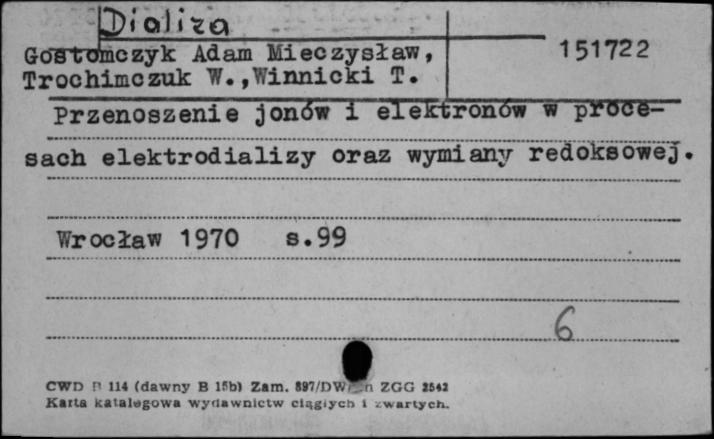 Dializa
Gostomczyk Adam Mieczysław,
151722
Trochimczuk W.,Winnicki T.
Przenoszenie jonów i elektronów w proce-
sach elektrodializy oraz wymiany redoksowej.
Wrocław 1970 s.99
6
CWD B 114 (dawny B 15b) Zam. 897/DW ZGG 2542
Karta katalogowa wydawnictw ciągłych i zwartych.